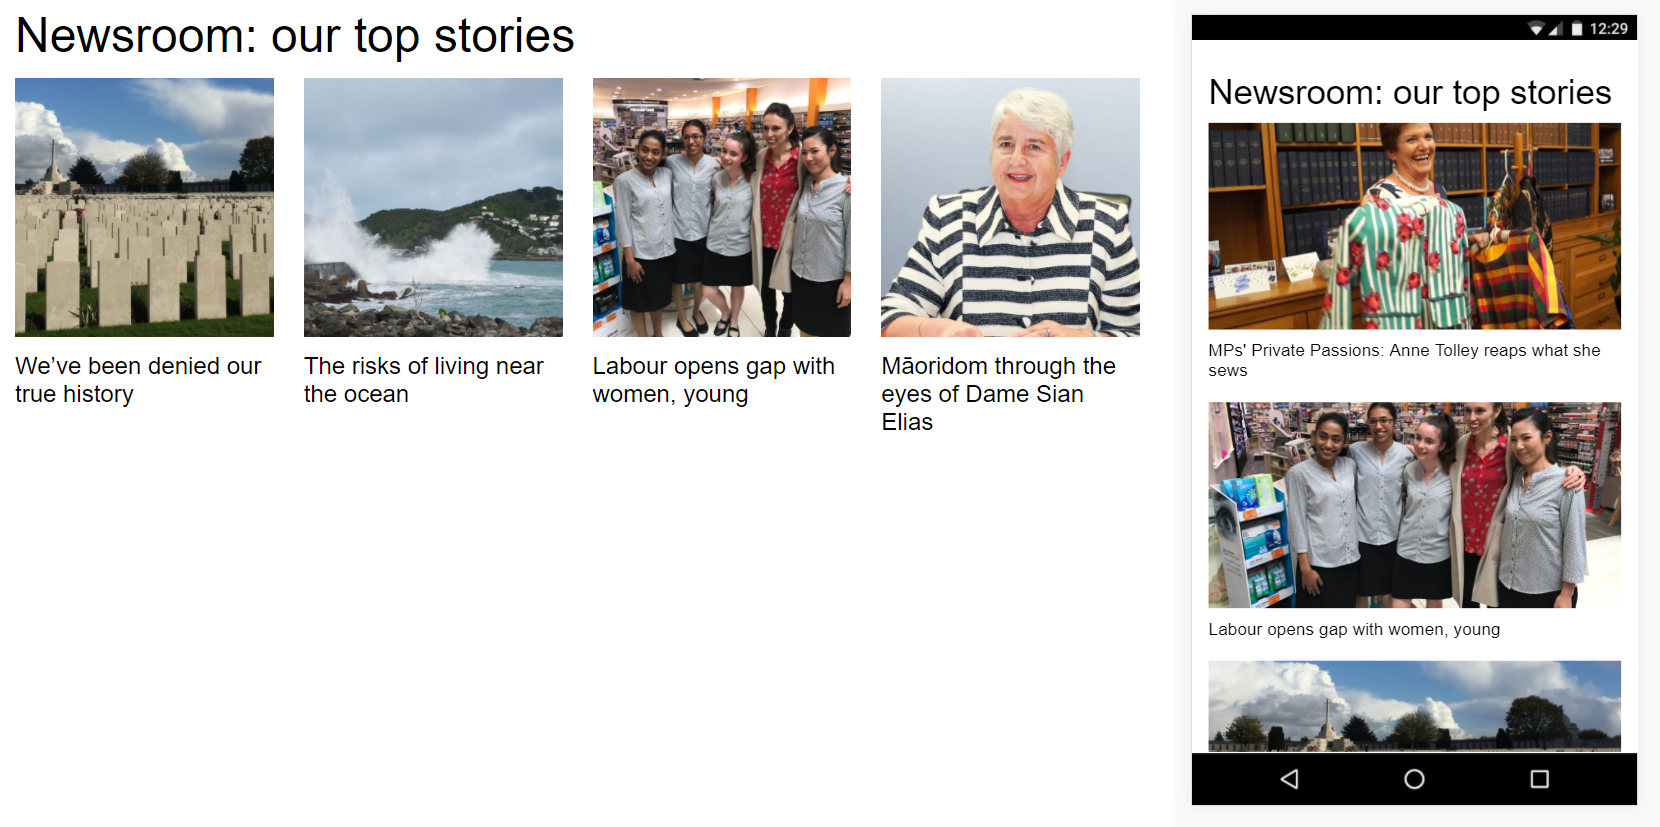 Newsroom: our top stories
We’ve been denied our
true history
The risks of living near
the ocean
Labour opens gap with
women, young
Māoridom through the
eyes of Dame Sian
Elias
12:29
Newsroom: our top stories
MPs' Private Passions: Anne Tolley reaps what she
sews
Labour opens gap with women, young